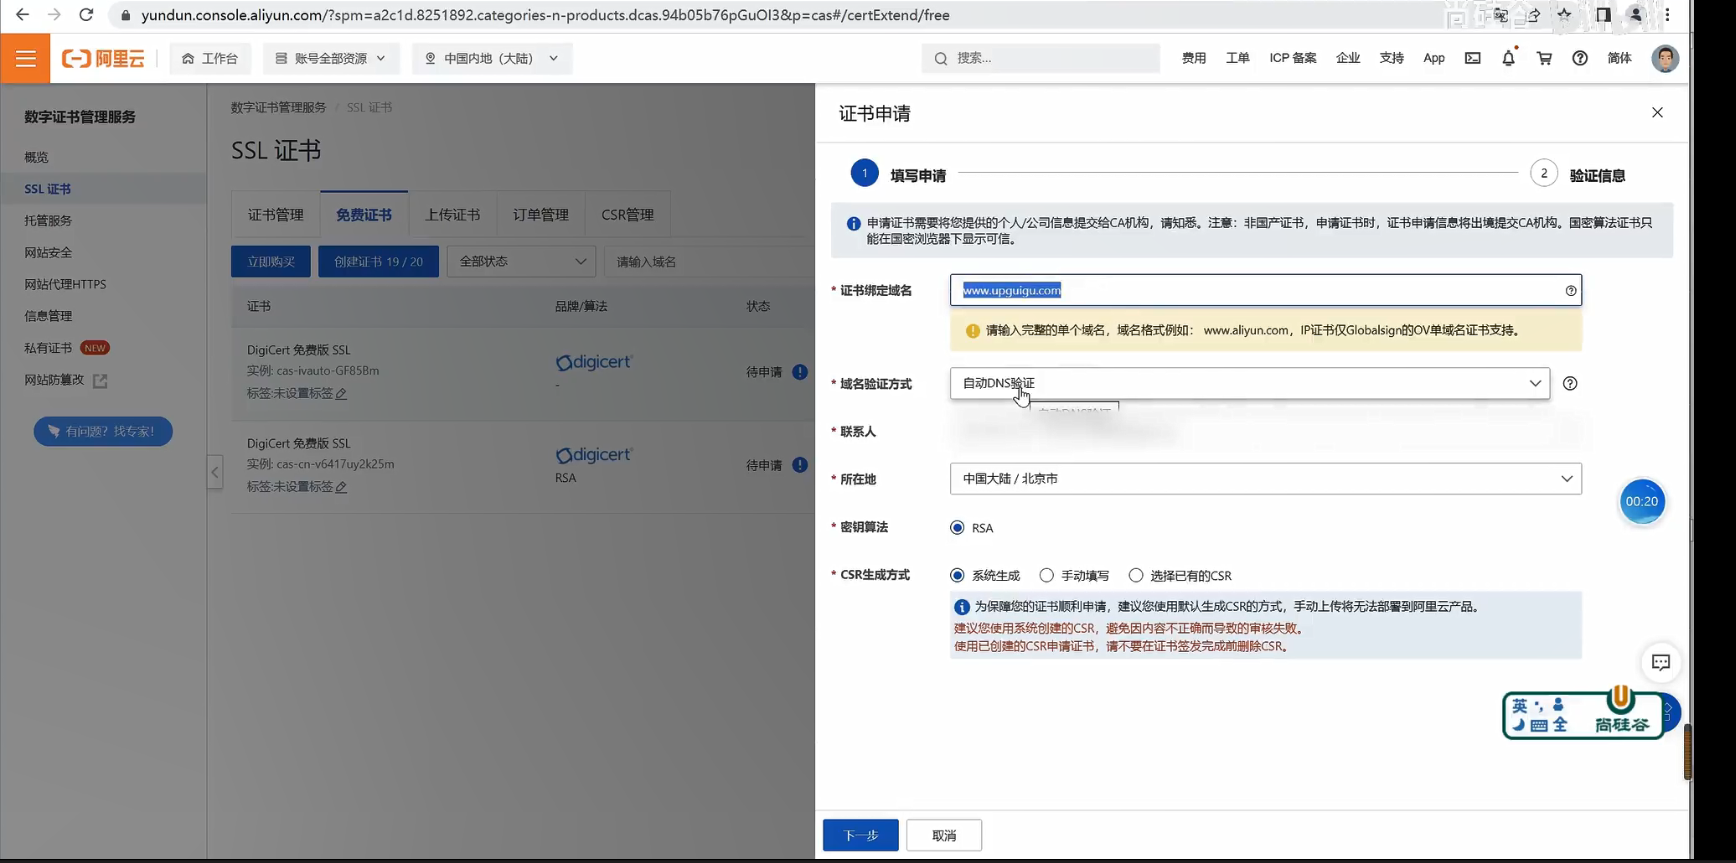 yundun.console.aliyun.com/?spm=a2c1d.8251892.categories-n-products.dcas.94b05b76pGuOI3&p=cas#/certExtend/free
阿里云
工作台
账号全部资源
中国内地（大陆）
搜索...
费用
工单
ICP 备案
企业
支持
App
简体
数字证书管理服务
概览
SSL 证书
托管服务
网站安全
网站代理HTTPS
信息管理
私有证书 NEW
网站防篡改
有问题？找专家！
数字证书管理服务 / SSL 证书
SSL 证书
证书管理
免费证书
上传证书
订单管理
CSR管理
立即购买
创建证书 19 / 20
全部状态
请输入域名
证书
品牌/算法
状态
DigiCert 免费版 SSL
实例: cas-ivauto-GF85Bm
标签:未设置标签
digicert
-
待申请
DigiCert 免费版 SSL
实例: cas-cn-v6417uy2k25m
标签:未设置标签
digicert
RSA
待申请
证书申请
1 填写申请
2 验证信息
申请证书需要将您提供的个人/公司信息提交给CA机构，请知悉。注意：非国产证书，申请证书时，证书申请信息将出境提交CA机构。国密算法证书只
能在国密浏览器下显示可信。
* 证书绑定域名
www.upguigu.com
请输入完整的单个域名，域名格式例如： www.aliyun.com，IP证书仅Globalsign的OV单域名证书支持。
* 域名验证方式
自动DNS验证
* 联系人
* 所在地
中国大陆 / 北京市
00:20
* 密钥算法
RSA
* CSR生成方式
系统生成
手动填写
选择已有的CSR
为保障您的证书顺利申请，建议您使用默认生成CSR的方式，手动上传将无法部署到阿里云产品。
建议您使用系统创建的CSR，避免因内容不正确而导致的审核失败。
使用已创建的CSR申请证书，请不要在证书签发完成前删除CSR。
英
全
尚硅谷
下一步
取消